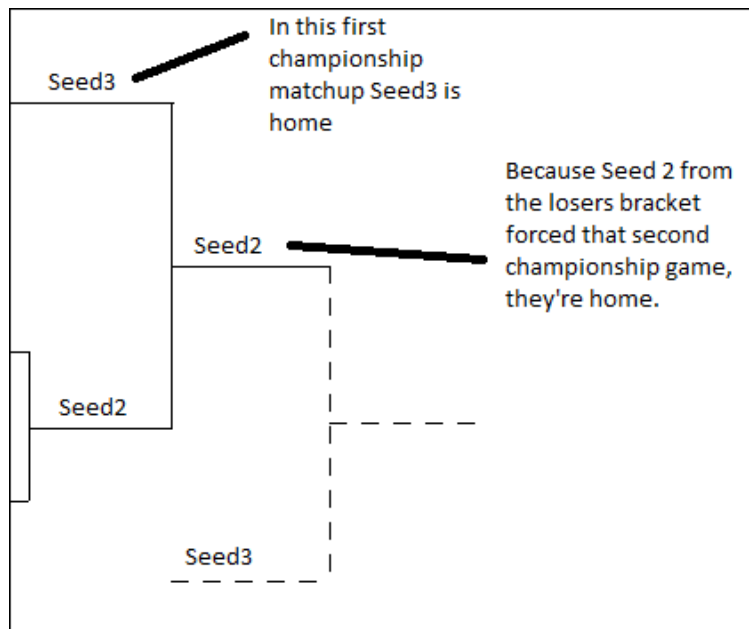 In this first
championship
matchup Seed3 is
home
Seed3
Because Seed 2 from
the losers bracket
forced that second
championship game,
they're home.
Seed2
Seed2
Seed3